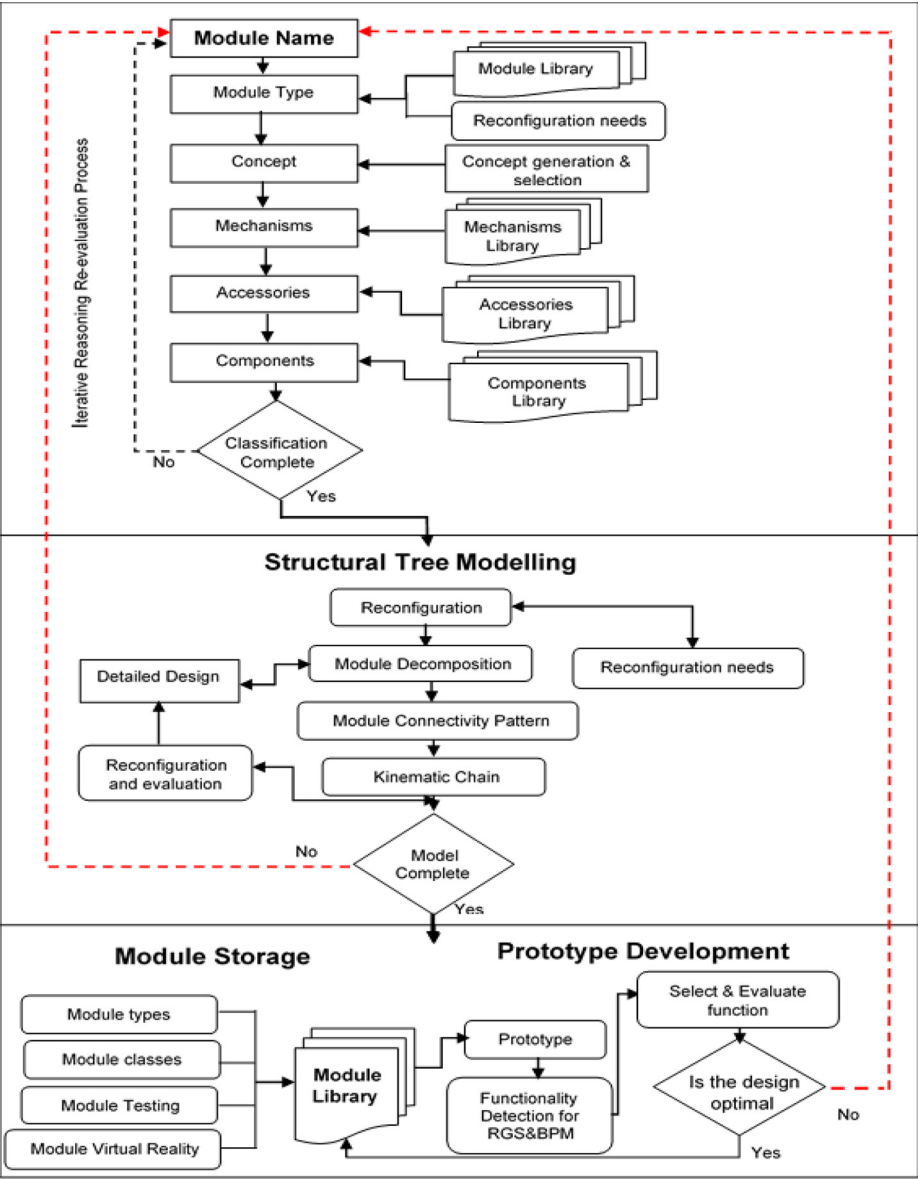 Module Name
Module Type
Module Library
Reconfiguration needs
Concept
Concept generation &
selection
Mechanisms
Mechanisms
Library
Accessories
Accessories
Library
Components
Components
Library
Iterative Reasoning Re-evaluation Process
Classification
Complete
No
Yes
Structural Tree Modelling
Reconfiguration
Module Decomposition
Reconfiguration needs
Detailed Design
Module Connectivity Pattern
Reconfiguration
and evaluation
Kinematic Chain
No
Model
Complete
Yes
Module Storage
Prototype Development
Module types
Module classes
Module Testing
Module Virtual Reality
Module
Library
Prototype
Functionality
Detection for
RGS&BPM
Select & Evaluate
function
Is the design
optimal
No
Yes